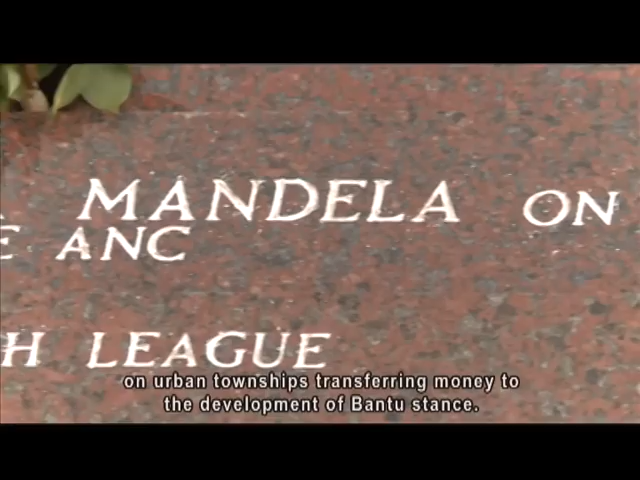 MANDELA ON
E ANC
H LEAGUE
on urban townships transferring money to
the development of Bantu stance.